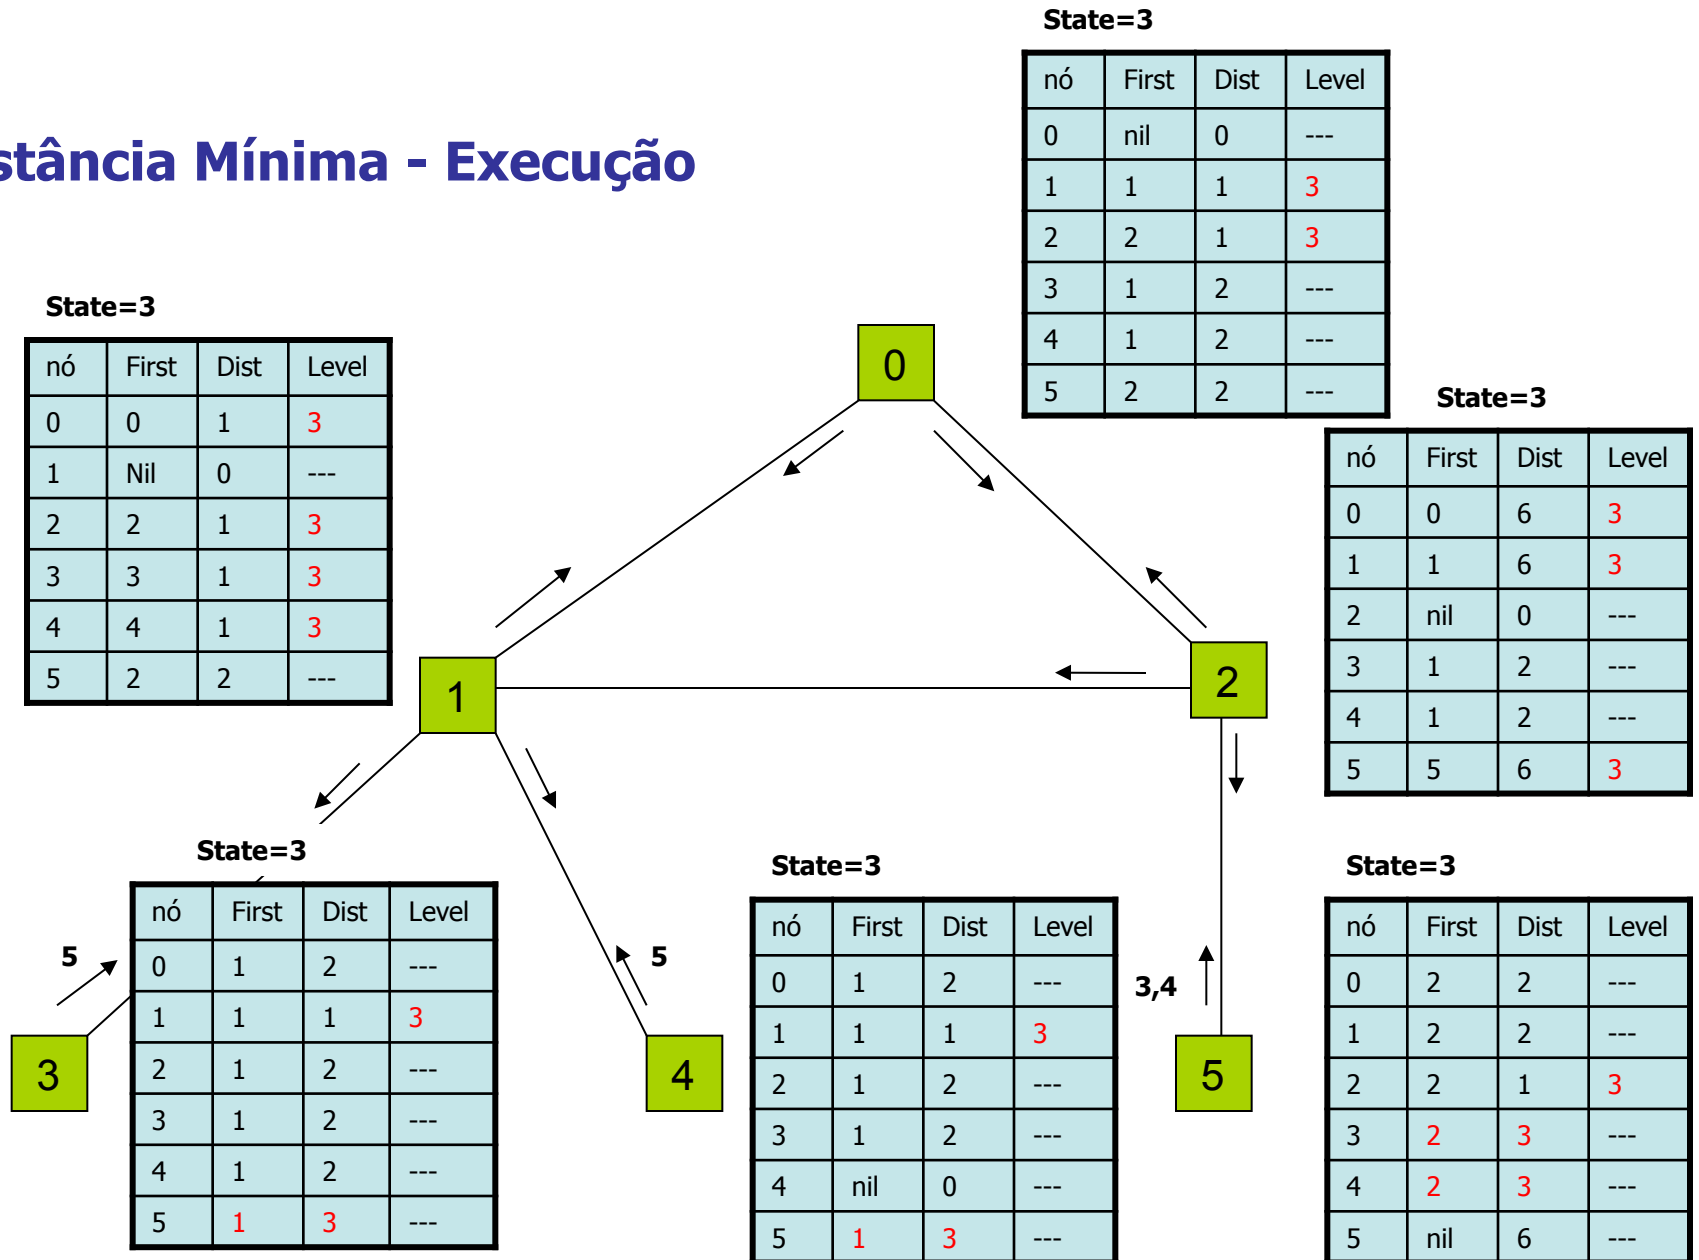 State=3
nó First Dist Level
0 nil 0 ---
1 1 1 3
2 2 1 3
3 1 2 ---
4 1 2 ---
5 2 2 ---
stância Mínima - Execução
State=3
nó First Dist Level
0 0 1 3
1 Nil 0 ---
2 2 1 3
3 3 1 3
4 4 1 3
5 2 2 ---
0
State=3
nó First Dist Level
0 0 6 3
1 1 6 3
2 nil 0 ---
3 1 2 ---
4 1 2 ---
5 5 6 3
1
2
State=3
nó First Dist Level
0 1 2 ---
1 1 1 3
2 1 2 ---
3 1 2 ---
4 1 2 ---
5 1 3 ---
5
3
5
4
State=3
nó First Dist Level
0 1 2 ---
1 1 1 3
2 1 2 ---
3 1 2 ---
4 nil 0 ---
5 1 3 ---
3,4
5
State=3
nó First Dist Level
0 2 2 ---
1 2 2 ---
2 2 1 3
3 2 3 ---
4 2 3 ---
5 nil 6 ---